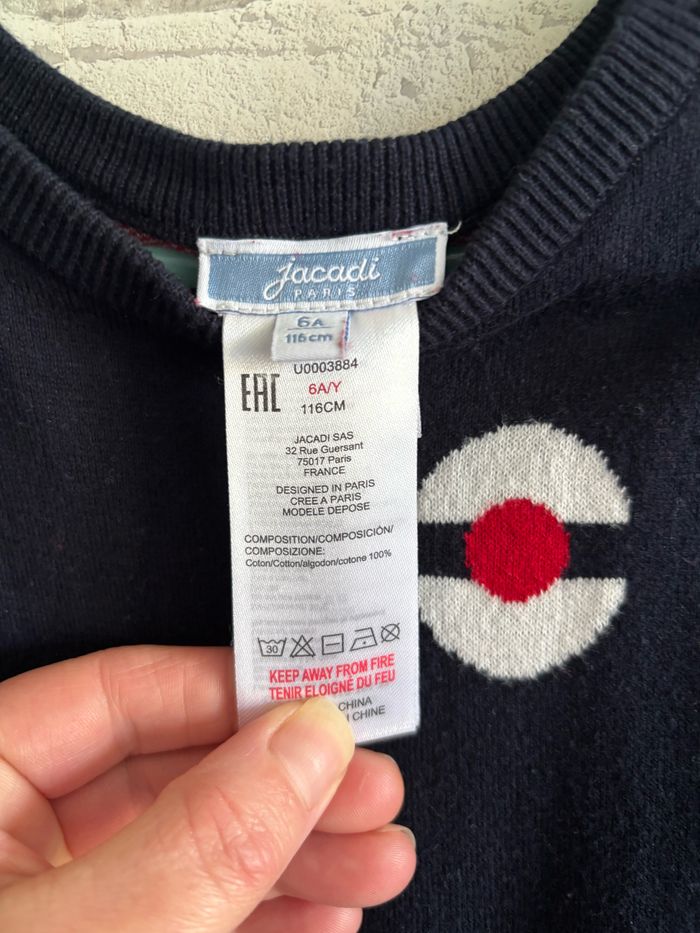 jacadi
PARIS
6A
116cm
U0003884
EAC
6A/Y
116CM
JACADI SAS
32 Rue Guersant
75017 Paris
FRANCE
DESIGNED IN PARIS
CREE A PARIS
MODELE DEPOSE
COMPOSITION/COMPOSICIÓN/
COMPOSIZIONE:
Coton/Cotton/algodon/cotone 100%
30
KEEP AWAY FROM FIRE
TENIR ELOIGNÉ DU FEU
CHINA
CHINE